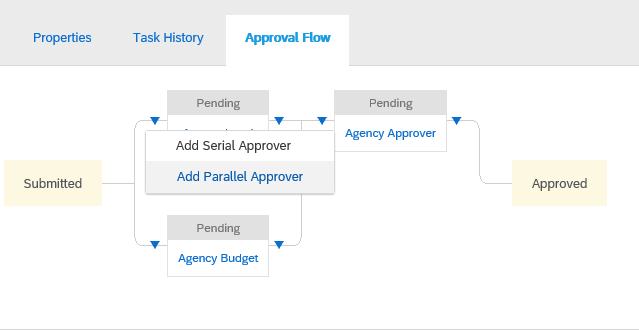 Properties Task History Approval Flow
Pending Pending
Agency Approver
Add Serial Approver
Add Parallel Approver
Submitted Approved
Pending
Agency Budget